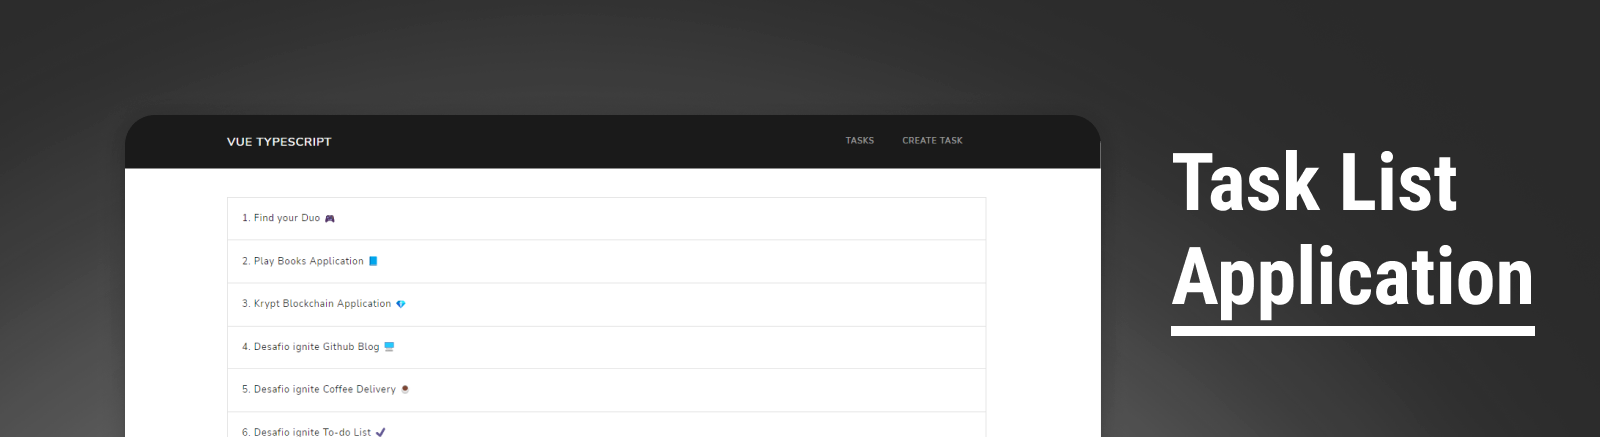 VUE TYPESCRIPT
TASKS CREATE TASK
1. Find your Duo 🎮
2. Play Books Application 📘
3. Krypt Blockchain Application 💎
4. Desafio ignite Github Blog 💻
5. Desafio ignite Coffee Delivery ☕
6. Desafio ignite To-do List ✔
Task List
Application